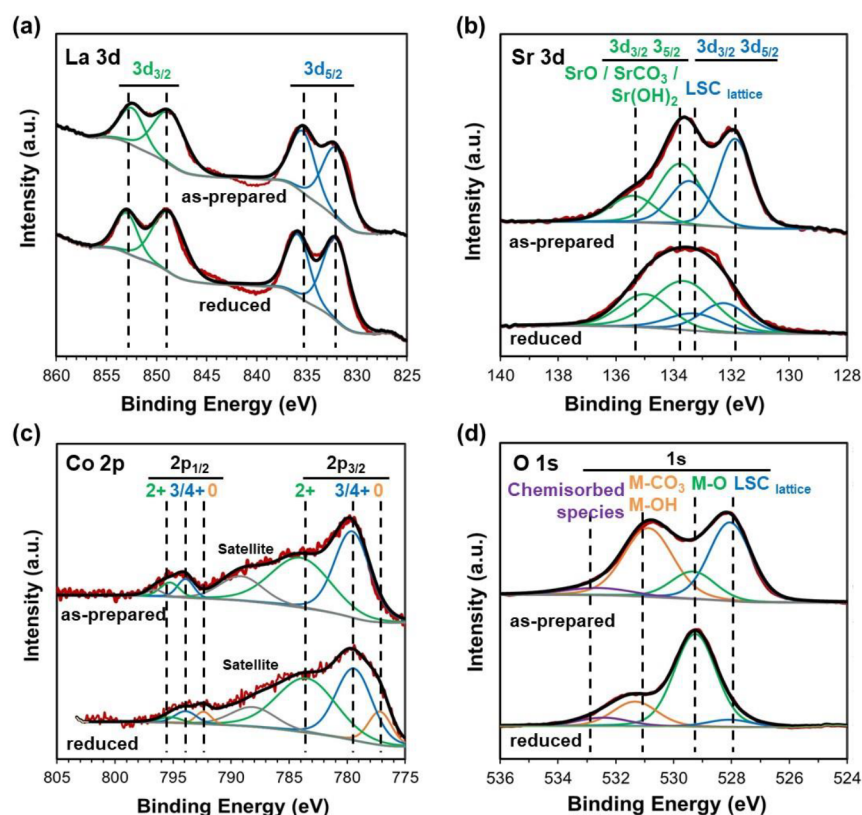 (a)
La 3d
3d3/2
3d5/2
as-prepared
reduced
Intensity (a.u.)
860 855 850 845 840 835 830 825
Binding Energy (eV)
(b)
Sr 3d
3d3/2 35/2 3d3/2 3d5/2
SrO / SrCO3 /
Sr(OH)2
LSC lattice
as-prepared
reduced
Intensity (a.u.)
140 138 136 134 132 130 128
Binding Energy (eV)
(c)
Co 2p
2p1/2
2p3/2
2+ 3/4+ 0
2+ 3/4+ 0
Satellite
as-prepared
Satellite
reduced
Intensity (a.u.)
805 800 795 790 785 780 775
Binding Energy (eV)
(d)
O 1s
1s
Chemisorbed
species
M-CO3
M-OH
M-O
LSC lattice
as-prepared
reduced
Intensity (a.u.)
536 534 532 530 528 526 524
Binding Energy (eV)